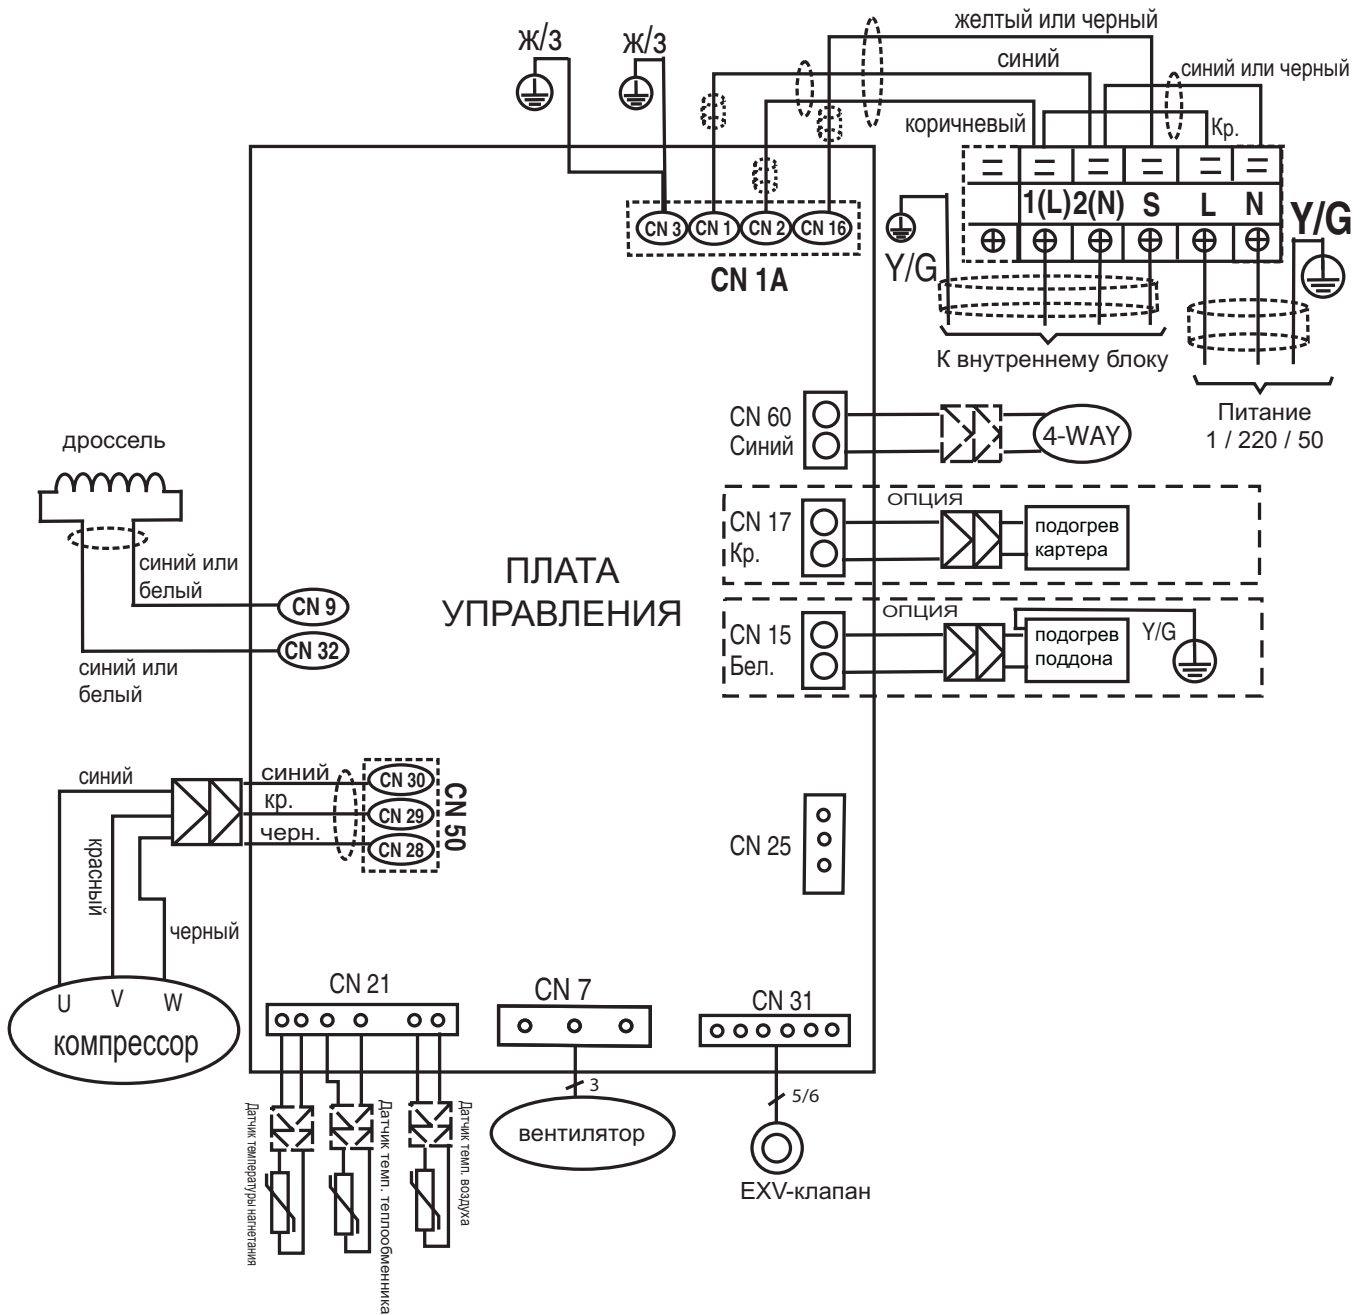 желтый или черный
Ж/З
Ж/З
синий
синий или черный
коричневый
Кр.
1(L) 2(N) S L N
Y/G
CN 3 CN 1 CN 2 CN 16
CN 1A
Y/G
К внутреннему блоку
Питание
1 / 220 / 50
CN 60
Синий
4-WAY
дроссель
ОПЦИЯ
CN 17
Кр.
подогрев
картера
синий или
белый
ПЛАТА
УПРАВЛЕНИЯ
CN 9
CN 32
синий или
белый
ОПЦИЯ
CN 15
Бел.
подогрев
поддона
Y/G
синий
синий
кр.
черн.
CN 30
CN 29
CN 28
CN 50
красный
черный
CN 25
U V W
компрессор
CN 21
CN 7
CN 31
3
5/6
вентилятор
EXV-клапан
Датчик температуры нагнетания
Датчик темп. теплообменника
Датчик темп. воздуха